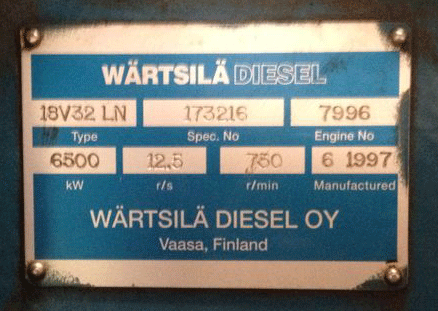 WÄRTSILÄ DIESEL
18V32 LN 173216 7996
Type Spec. No Engine No
6500 12,5 750 6 1997
kW r/s r/min Manufactured
WÄRTSILÄ DIESEL OY
Vaasa, Finland